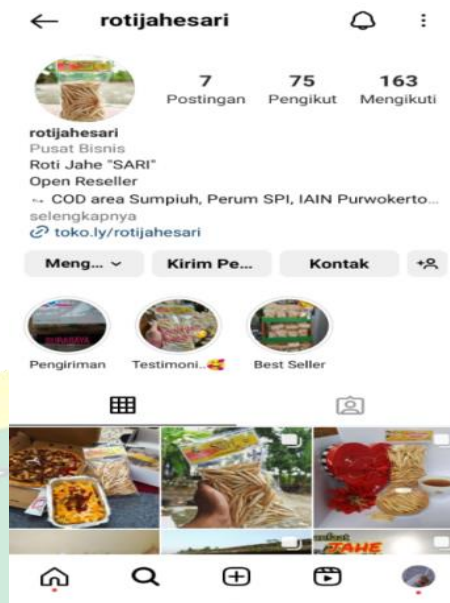 rotijahesari
7 75 163
Postingan Pengikut Mengikuti
rotijahesari
Pusat Bisnis
Roti Jahe "SARI"
Open Reseller
COD area Sumpiuh, Perum SPI, IAIN Purwokerto...
selengkapnya
toko.ly/rotijahesari
Meng... Kirim Pe... Kontak
Pengiriman Testimoni.. Best Seller
JAHE